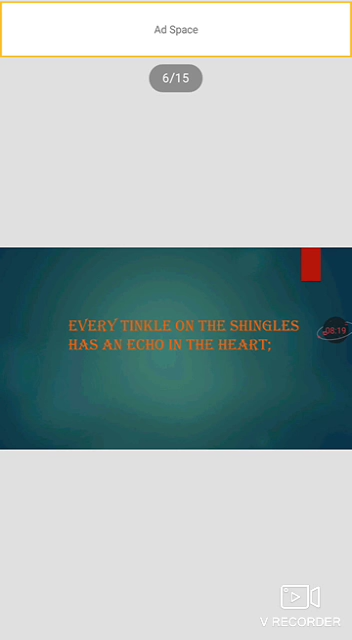 Ad Space
6/15
EVERY TINKLE ON THE SHINGLES
HAS AN ECHO IN THE HEART;
08:19
V RECORDER